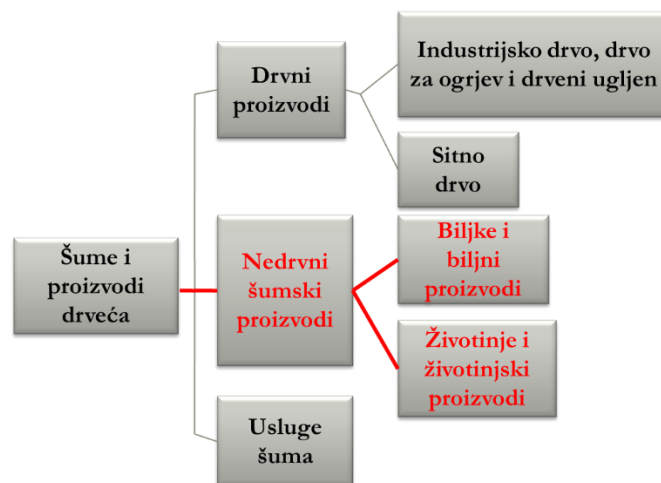 Šume i
proizvodi
drveća
Drvni
proizvodi
Industrijsko drvo, drvo
za ogrjev i drveni ugljen
Sitno
drvo
Nedrvni
šumski
proizvodi
Biljke i
biljni
proizvodi
Životinje i
životinjski
proizvodi
Usluge
šuma